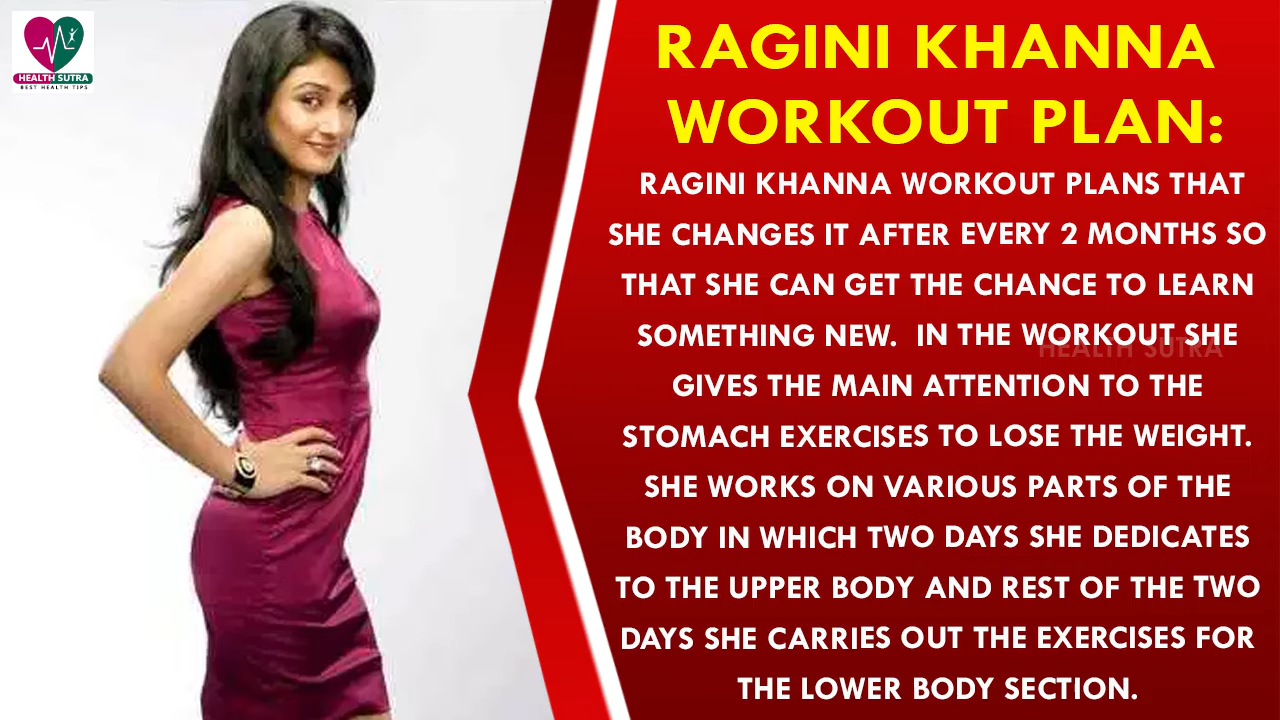 HEALTH SUTRA
BEST HEALTH TIPS
RAGINI KHANNA
WORKOUT PLAN:
RAGINI KHANNA WORKOUT PLANS THAT
SHE CHANGES IT AFTER EVERY 2 MONTHS SO
THAT SHE CAN GET THE CHANCE TO LEARN
SOMETHING NEW.  IN THE WORKOUT SHE
HEALTH SUTRA
GIVES THE MAIN ATTENTION TO THE
STOMACH EXERCISES TO LOSE THE WEIGHT.
SHE WORKS ON VARIOUS PARTS OF THE
BODY IN WHICH TWO DAYS SHE DEDICATES
TO THE UPPER BODY AND REST OF THE TWO
DAYS SHE CARRIES OUT THE EXERCISES FOR
THE LOWER BODY SECTION.